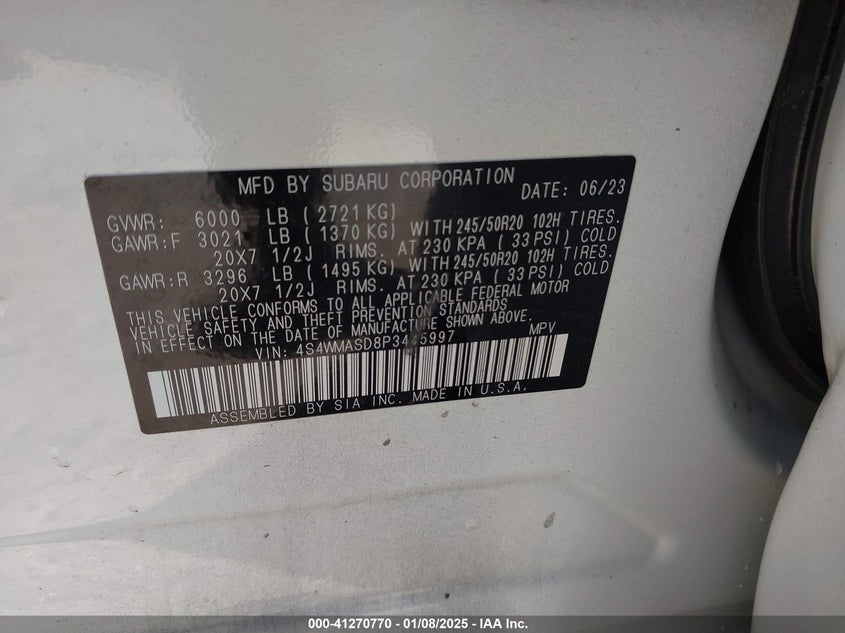 MFD BY SUBARU CORPORATION DATE: 06/23
GVWR: 6000 LB ( 2721 KG)
GAWR:F 3021 LB ( 1370 KG) WITH 245/50R20 102H TIRES.
20X7 1/2J RIMS. AT 230 KPA ( 33 PSI) COLD
GAWR:R 3296 LB ( 1495 KG) WITH 245/50R20 102H TIRES.
20X7 1/2J RIMS. AT 230 KPA ( 33 PSI) COLD
THIS VEHICLE CONFORMS TO ALL APPLICABLE FEDERAL MOTOR
VEHICLE SAFETY AND THEFT PREVENTION STANDARDS
IN EFFECT ON THE DATE OF MANUFACTURE SHOWN ABOVE.
VIN: 4S4WMASD8P3445997 MPV
ASSEMBLED BY SIA INC. MADE IN U.S.A.
000-41270770 - 01/08/2025 - IAA Inc.